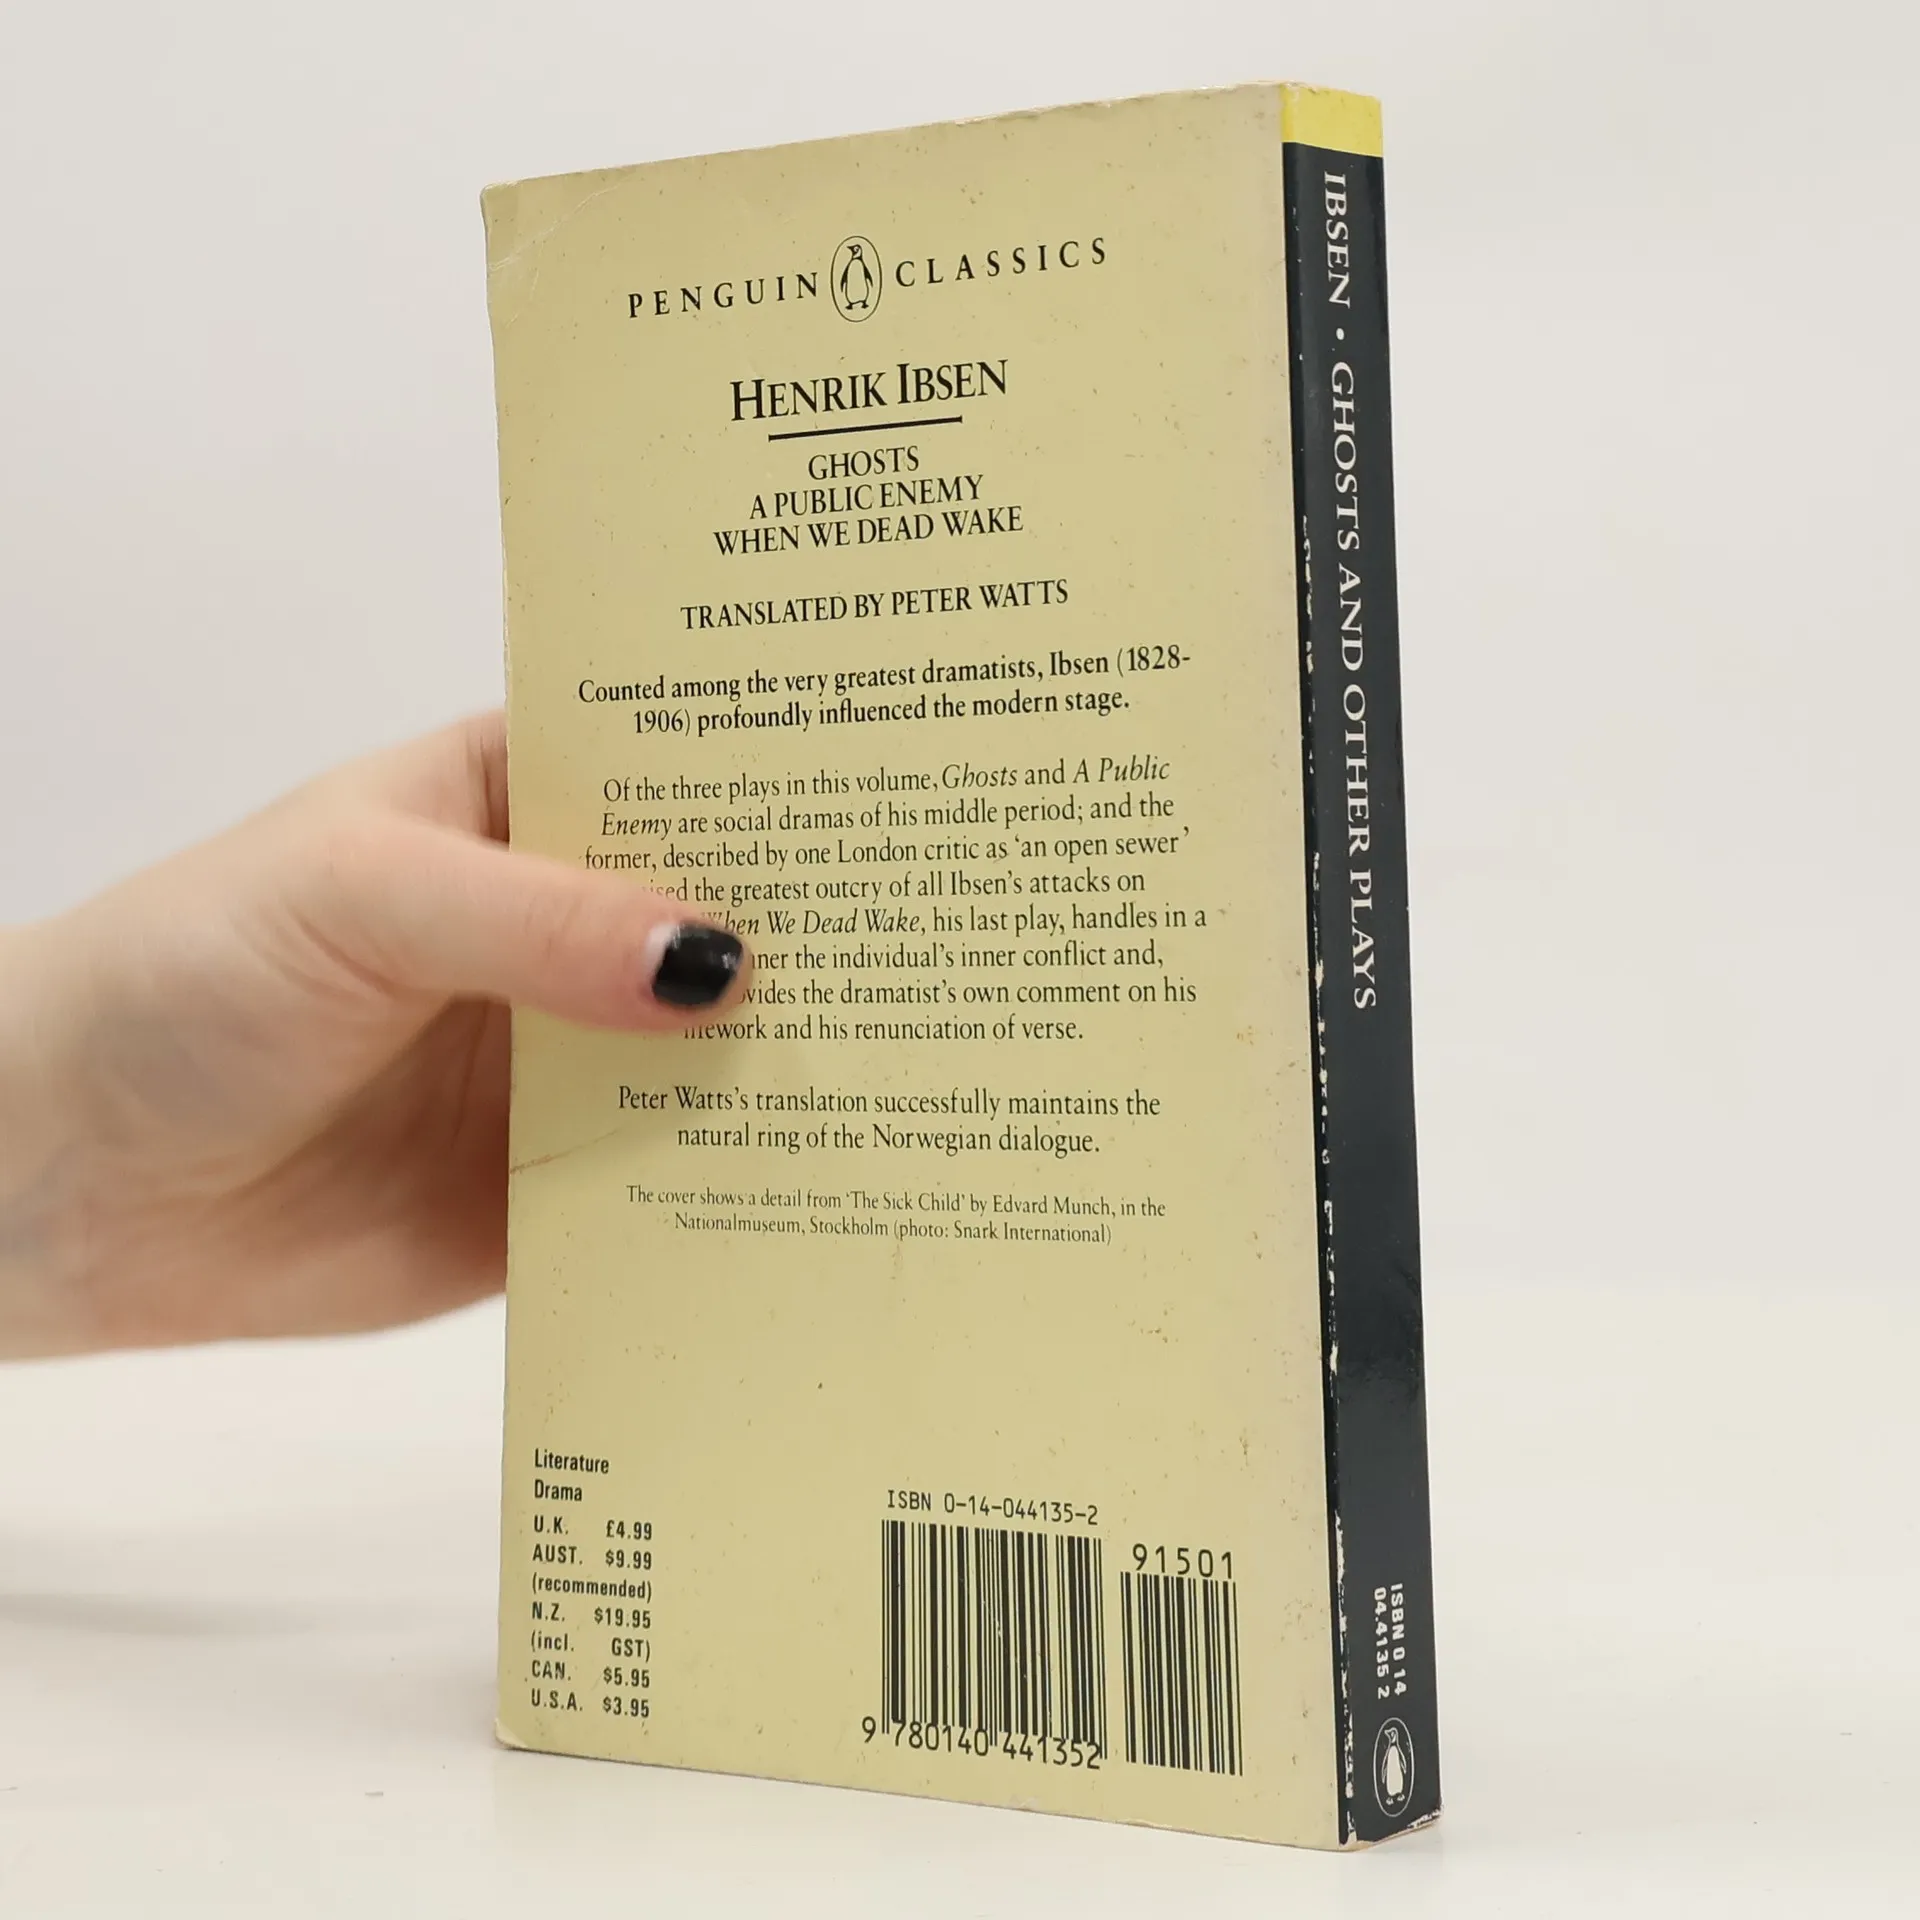 PENGUIN CLASSICS
HENRIK IBSEN
GHOSTS
A PUBLIC ENEMY
WHEN WE DEAD WAKE
TRANSLATED BY PETER WATTS
Counted among the very greatest dramatists, Ibsen (1828-
1906) profoundly influenced the modern stage.
Of the three plays in this volume, Ghosts and A Public
Enemy are social dramas of his middle period; and the
former, described by one London critic as ‘an open sewer’
the greatest outcry of all Ibsen's attacks on
When We Dead Wake, his last play, handles in a
the individual's inner conflict and,
the dramatist's own comment on his
and his renunciation of verse.
Peter Watts's translation successfully maintains the
natural ring of the Norwegian dialogue.
The cover shows a detail from ‘The Sick Child’ by Edvard Munch, in the
Nationalmuseum, Stockholm (photo: Snark International)
Literature
Drama
U.K. £4.99
AUST. $9.99
(recommended)
N.Z. $19.95
(incl. GST)
CAN. $5.95
U.S.A. $3.95
ISBN 0-14-044135-2
91501
9 780140 441352
IBSEN • GHOSTS AND OTHER PLAYS
ISBN 0 14
04.4135 2